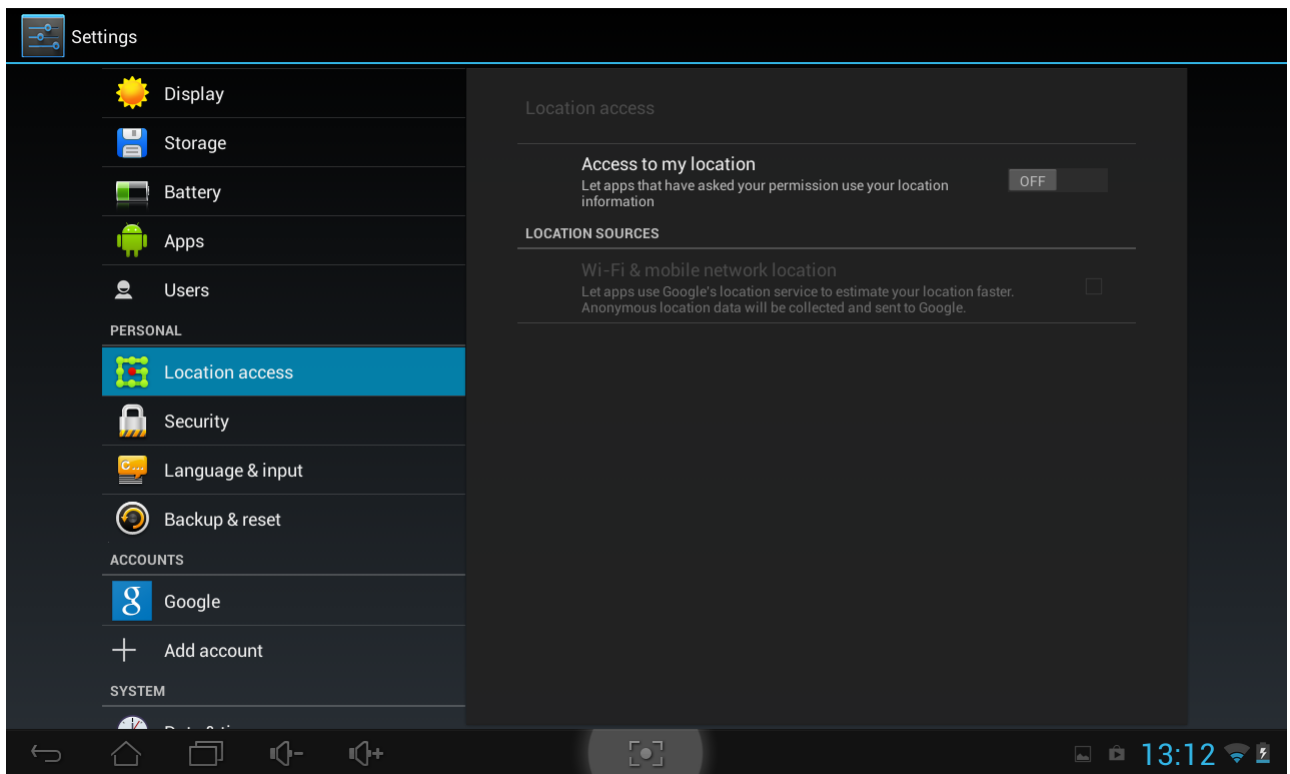 Settings
Display
Storage
Battery
Apps
Users
PERSONAL
Location access
Security
Language & input
Backup & reset
ACCOUNTS
Google
Add account
SYSTEM
Location access
Access to my location
Let apps that have asked your permission use your location
information
OFF
LOCATION SOURCES
Wi-Fi & mobile network location
Let apps use Google's location service to estimate your location faster.
Anonymous location data will be collected and sent to Google.
13:12